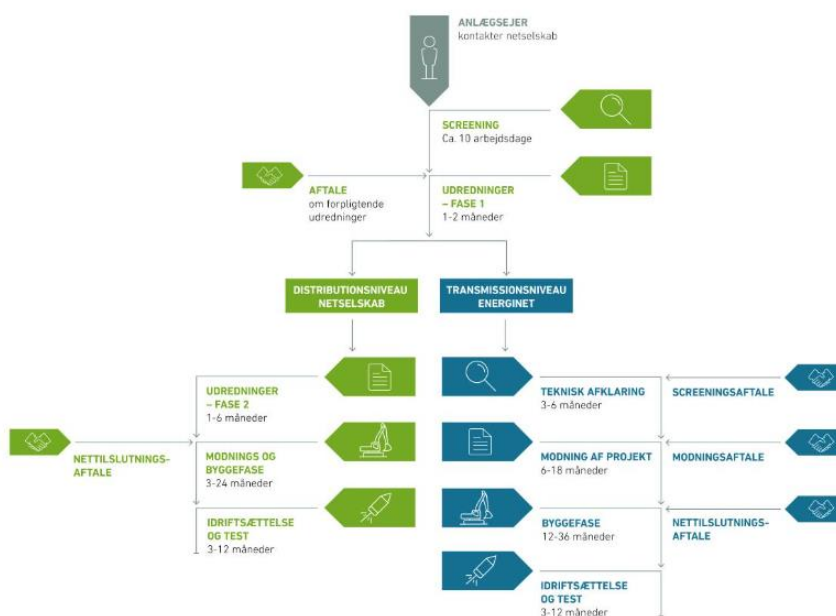 ANLÆGSEJER
kontakter netselskab
SCREENING
Ca. 10 arbejdsdage
AFTALE
om forpligtende
udredninger
UDREDNINGER
– FASE 1
1-2 måneder
DISTRIBUTIONSNIVEAU
NETSELSKAB
TRANSMISSIONSNIVEAU
ENERGINET
UDREDNINGER
– FASE 2
1-6 måneder
NETTILSLUTNINGS-
AFTALE
MODNINGS OG
BYGGEFASE
3-24 måneder
IDRIFTSÆTTELSE
OG TEST
3-12 måneder
TEKNISK AFKLARING
3-6 måneder
SCREENINGSAFTALE
MODNING AF PROJEKT
6-18 måneder
MODNINGSAFTALE
BYGGEFASE
12-36 måneder
NETTILSLUTNINGS-
AFTALE
IDRIFTSÆTTELSE
OG TEST
3-12 måneder